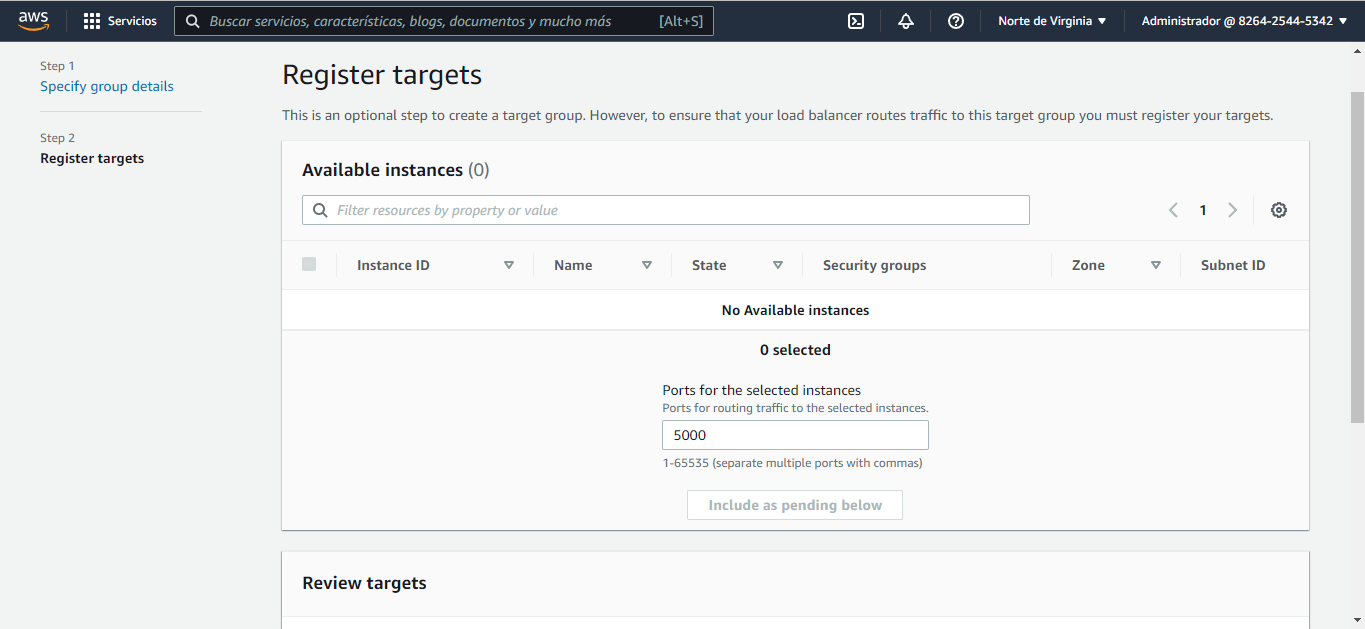 aws Servicios Buscar servicios, características, blogs, documentos y mucho más [Alt+S] Norte de Virginia Administrador @ 8264-2544-5342
Step 1
Specify group details
Step 2
Register targets
Register targets
This is an optional step to create a target group. However, to ensure that your load balancer routes traffic to this target group you must register your targets.
Available instances (0)
Filter resources by property or value 1
Instance ID Name State Security groups Zone Subnet ID
No Available instances
0 selected
Ports for the selected instances
Ports for routing traffic to the selected instances.
5000
1-65535 (separate multiple ports with commas)
Include as pending below
Review targets